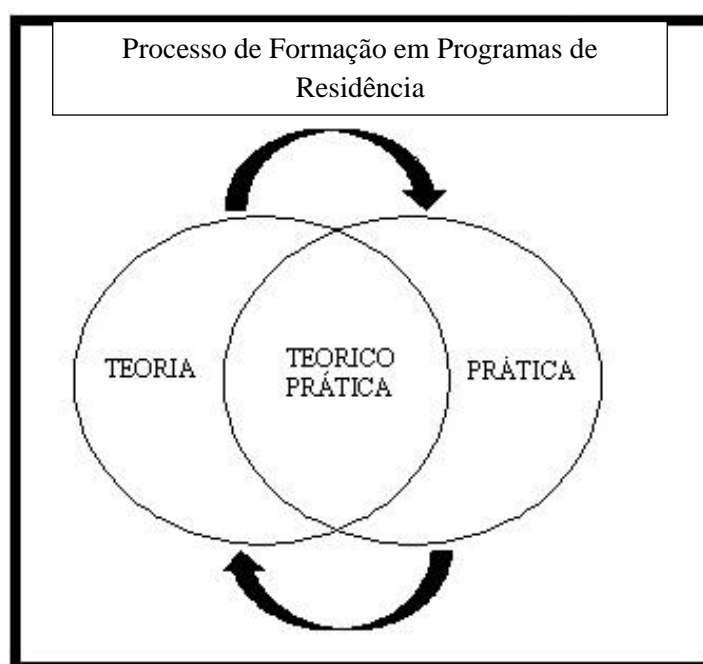 Processo de Formação em Programas de
Residência
TEORIA
TEORICO
PRÁTICA
PRÁTICA